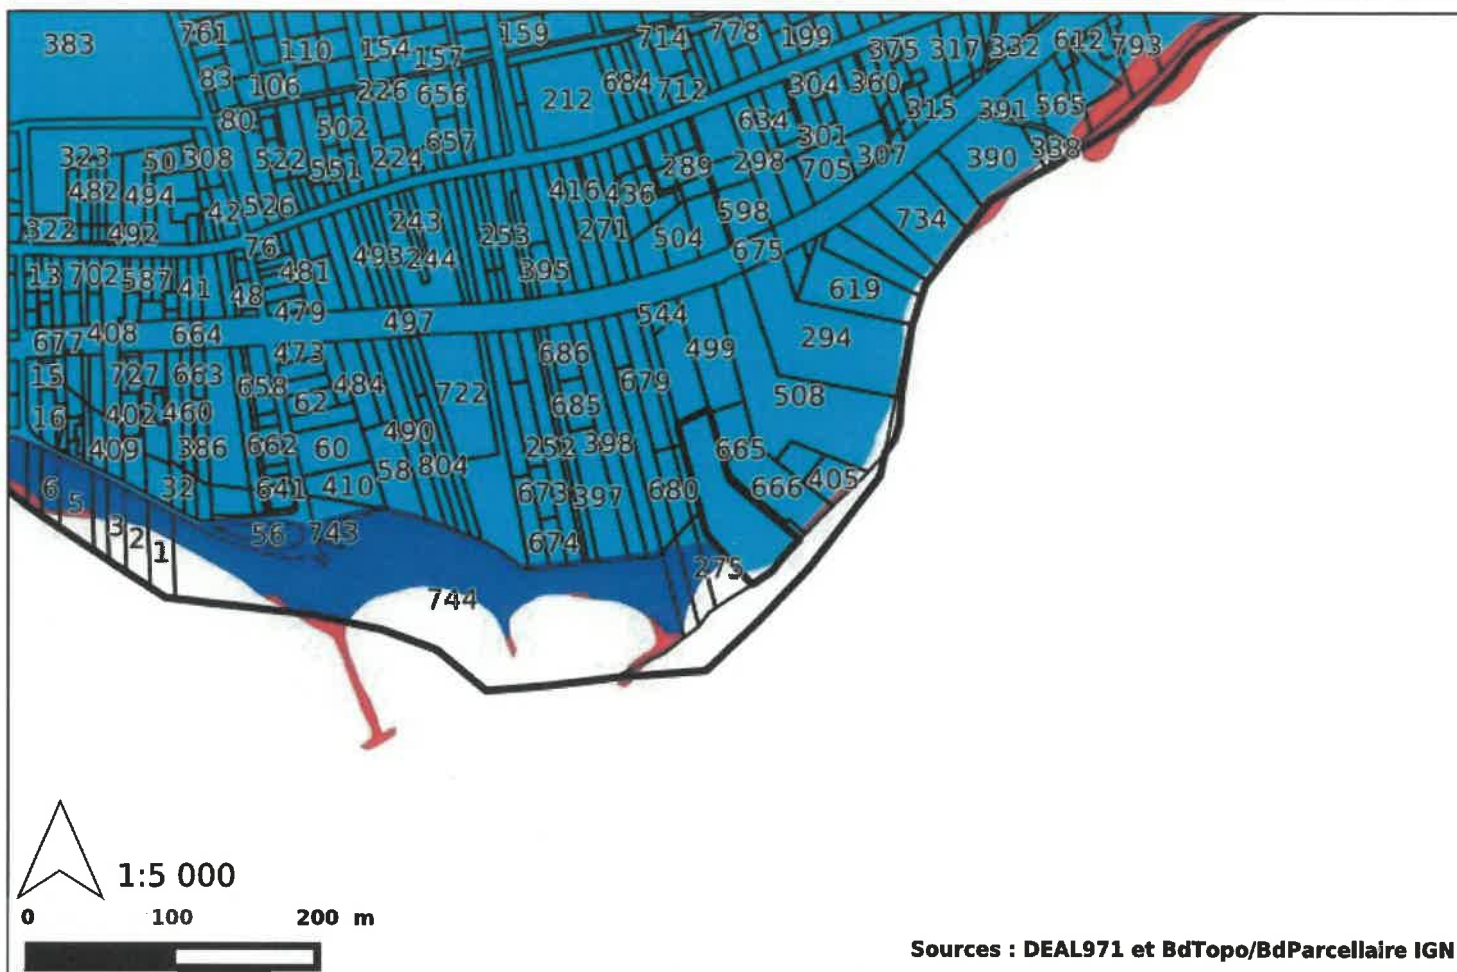 383 761 110 154 157 159 714 778 199 375 317 332 612 793
83 106 226 656 212 684 712 304 360 315 391 565
80 502 657 634 301
323 50 308 522 551 224 289 298 705 307 390 338
482 494 42 526 416 436 598 734
322 492 76 243 253 271 504 675
13 702 587 41 48 481 493 244 395 619
677 408 664 479 497 544 294
473 686 499
15 727 663 658 62 484 722 679 508
16 402 460 685
409 386 662 60 490 252 398 665
6 5 32 641 410 58 804 673 397 680 666 405
3 2 1 56 743 674 275
744
1:5 000
0 100 200 m
Sources : DEAL971 et BdTopo/BdParcellaire IGN